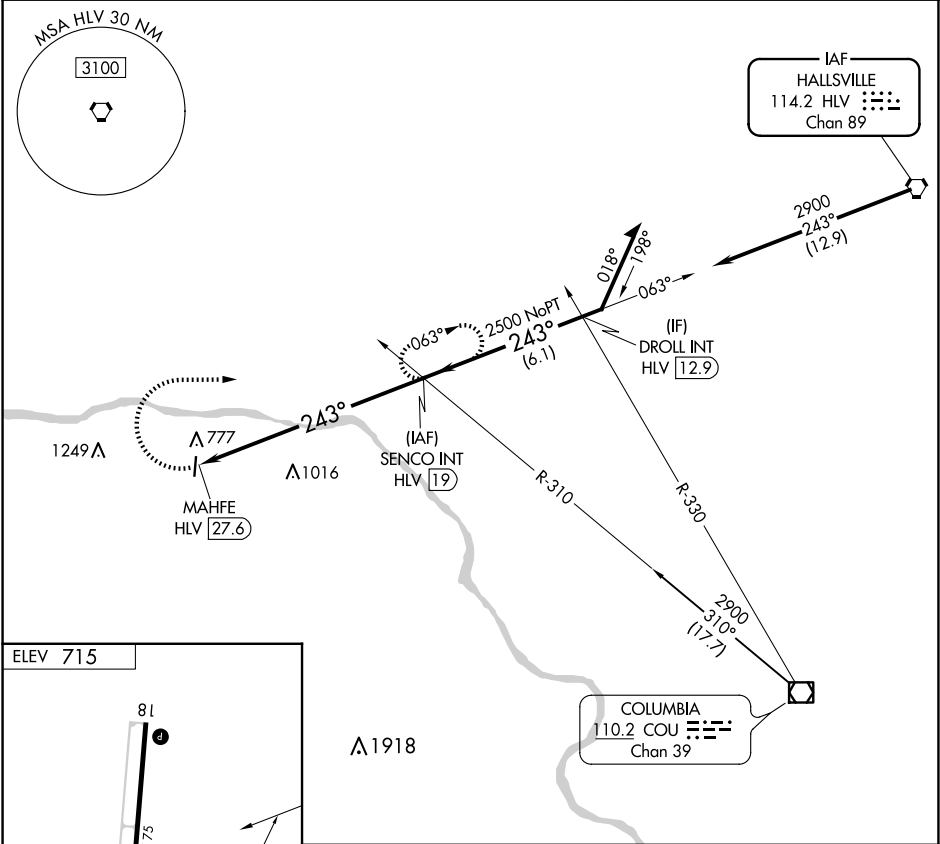 MSA HLV 30 NM
3100
IAF
HALLSVILLE
114.2 HLV
Chan 89
2900
243°
(12.9)
018°
198°
063°
063°
2500 NoPT
243°
(6.1)
(IF)
DROLL INT
HLV 12.9
243°
1249
777
1016
(IAF)
SENCO INT
HLV 19
MAHFE
HLV 27.6
R-310
R-330
2900
310°
(17.7)
ELEV 715
18
P
75
1918
COLUMBIA
110.2 COU
Chan 39